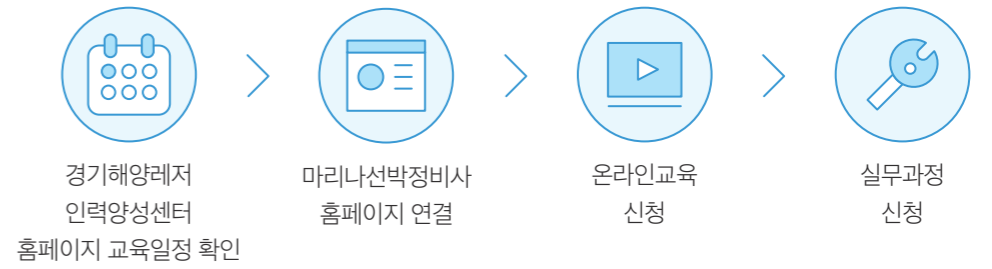 경기해양레저
인력양성센터
홈페이지 교육일정 확인
마리나선박정비사
홈페이지 연결
온라인교육
신청
실무과정
신청